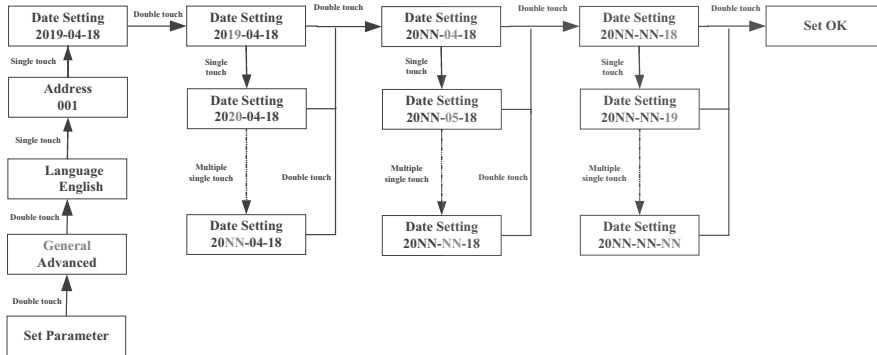 Date Setting
2019-04-18
Double touch
Date Setting
2019-04-18
Double touch
Date Setting
20NN-04-18
Double touch
Date Setting
20NN-NN-18
Double touch
Set OK
Single touch
Single
touch
Single
touch
Single
touch
Address
001
Date Setting
2020-04-18
Date Setting
20NN-05-18
Date Setting
20NN-NN-19
Single touch
Language
English
Multiple
single touch
Double touch
Multiple
single touch
Double touch
Multiple
single touch
Double touch
Double touch
General
Advanced
Date Setting
20NN-04-18
Date Setting
20NN-NN-18
Date Setting
20NN-NN-NN
Double touch
Set Parameter